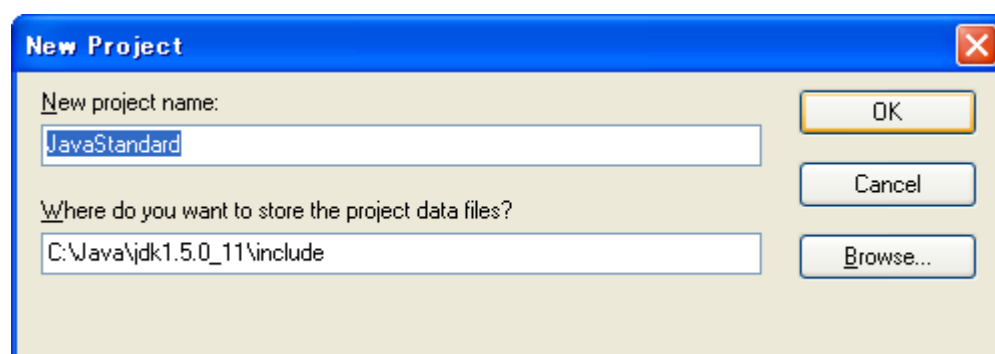 New Project
New project name:
JavaStandard
Where do you want to store the project data files?
C:\Java\jdk1.5.0_11\include
OK
Cancel
Browse...